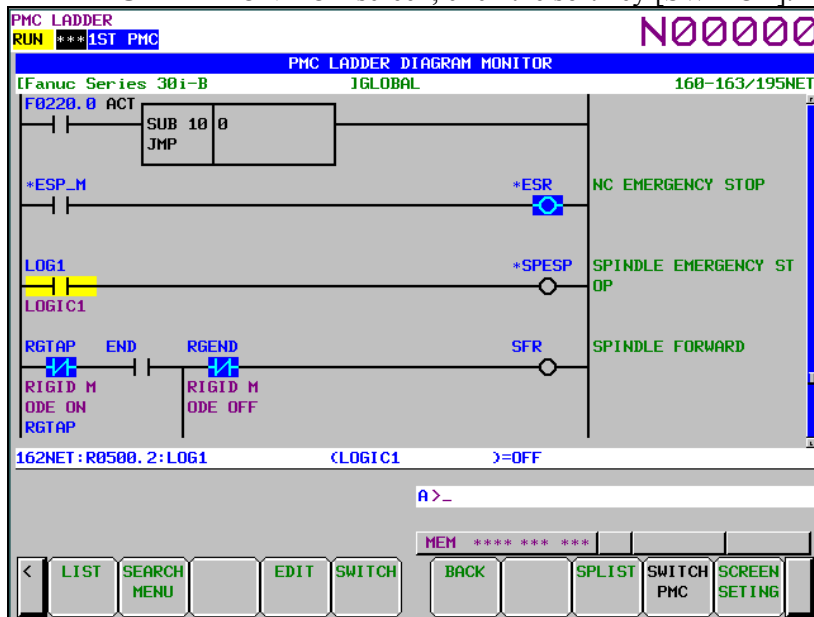 PMC LADDER
RUN ***1ST PMC
N00000
PMC LADDER DIAGRAM MONITOR
[Fanuc Series 30i-B ]GLOBAL 160-163/195NET
F0220.0 ACT
SUB 10 0
JMP
*ESP_M *ESR NC EMERGENCY STOP
LOG1 *SPESP SPINDLE EMERGENCY ST
OP
LOGIC1
RGTAP END RGEND SFR SPINDLE FORWARD
RIGID M RIGID M
ODE ON ODE OFF
RGTAP
162NET:R0500.2:LOG1 (LOGIC1 )=OFF
A>_
MEM **** *** ***
< LIST SEARCH MENU EDIT SWITCH BACK SPLIST SWITCH PMC SCREEN SETING